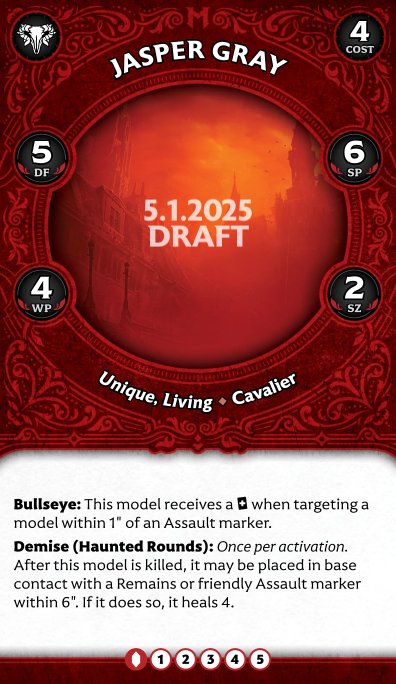 JASPER GRAY
4
COST
5
DF
6
SP
5.1.2025
DRAFT
4
WP
2
SZ
Unique, Living • Cavalier
Bullseye: This model receives a when targeting a
model within 1" of an Assault marker.
Demise (Haunted Rounds): Once per activation.
After this model is killed, it may be placed in base
contact with a Remains or friendly Assault marker
within 6". If it does so, it heals 4.
1 2 3 4 5